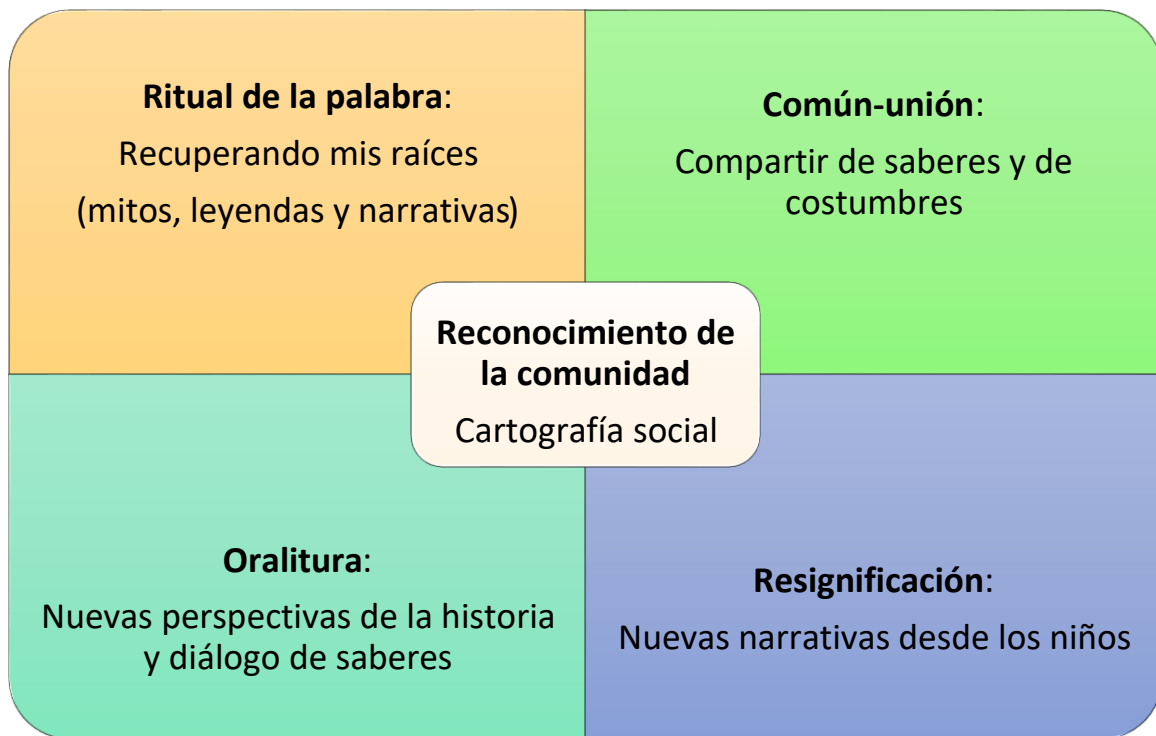 Ritual de la palabra:
Recuperando mis raíces
(mitos, leyendas y narrativas)
Común-unión:
Compartir de saberes y de
costumbres
Reconocimiento de
la comunidad
Cartografía social
Oralitura:
Nuevas perspectivas de la historia
y diálogo de saberes
Resignificación:
Nuevas narrativas desde los niños